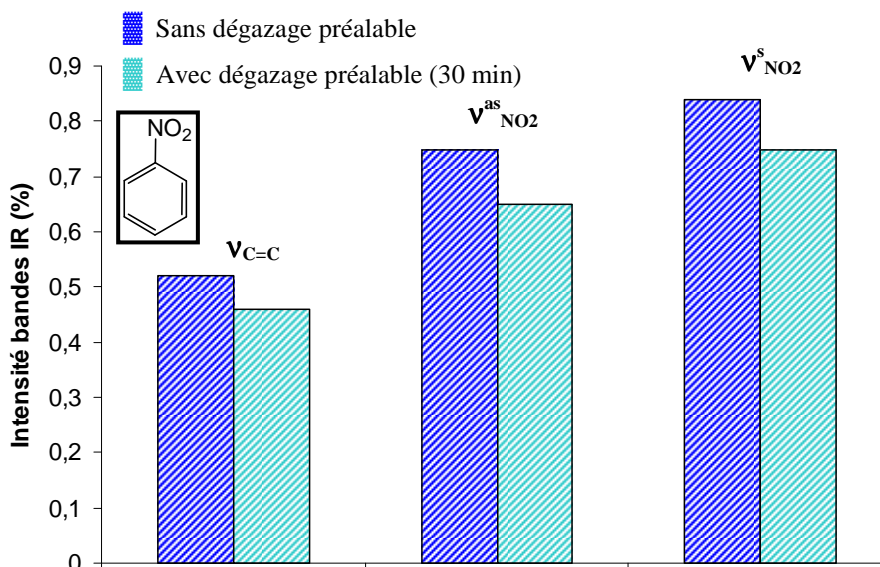 Sans dégazage préalable
Avec dégazage préalable (30 min)
Intensité bandes IR (%)
0,9
0,8
0,7
0,6
0,5
0,4
0,3
0,2
0,1
0
NO2
νC=C
νasNO2
νsNO2